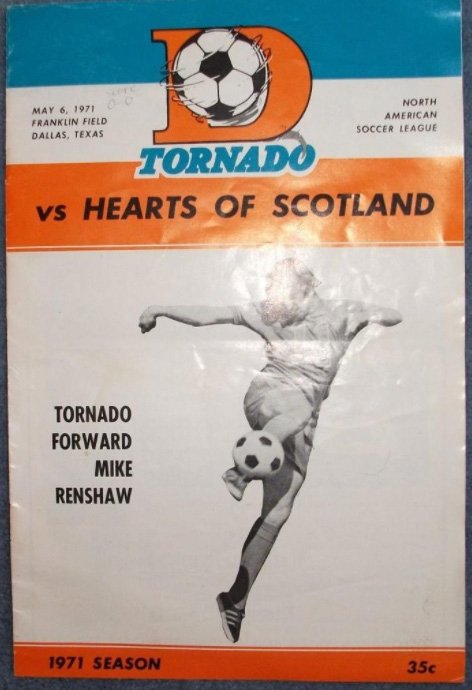 D
TORNADO
MAY 6, 1971
FRANKLIN FIELD
DALLAS, TEXAS
NORTH
AMERICAN
SOCCER LEAGUE
vs HEARTS OF SCOTLAND
TORNADO
FORWARD
MIKE
RENSHAW
1971 SEASON
35c